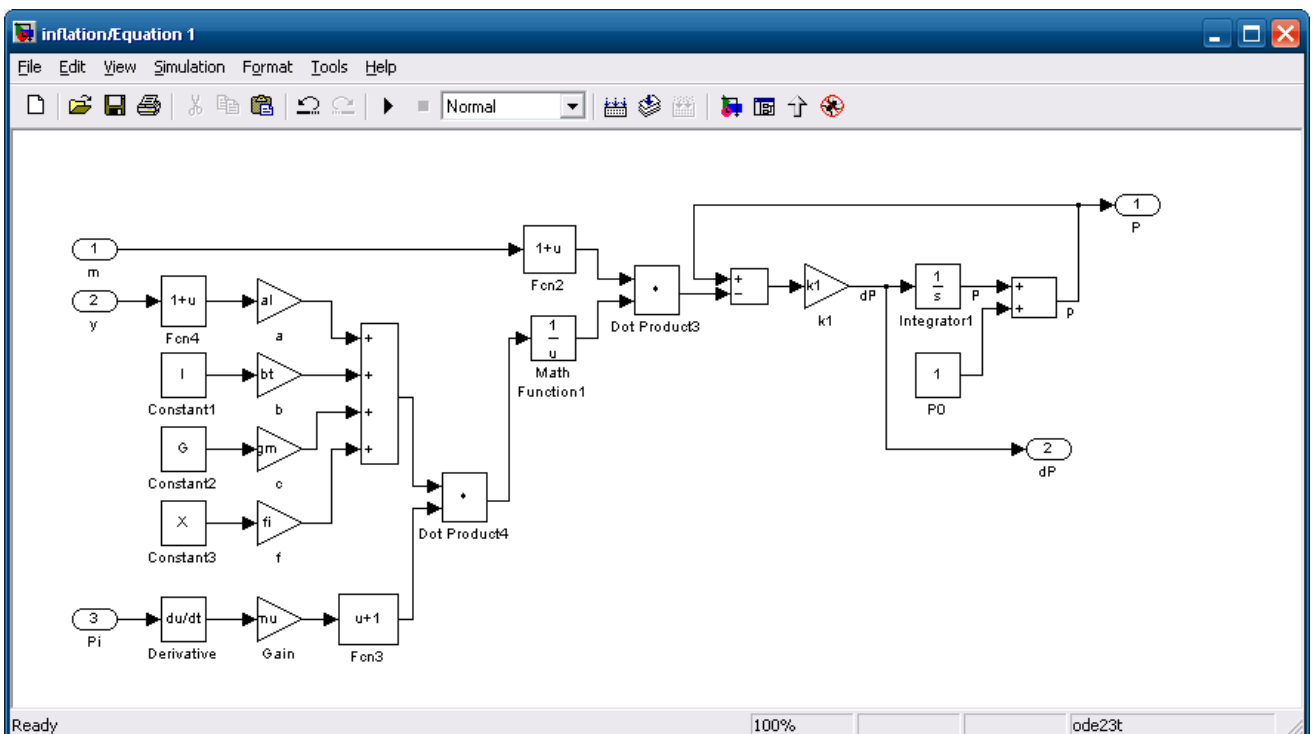 inflation/Equation 1
File Edit View Simulation Format Tools Help
Normal
1
m
2
y
1+u
Fcn4
al
a
I
Constant1
bt
b
G
Constant2
gm
c
X
Constant3
fi
f
+
+
+
+
3
Pi
du/dt
Derivative
mu
Gain
u+1
Fcn3
Dot Product4
1+u
Fcn2
1
u
Math
Function1
Dot Product3
+
−
k1
k1
dP
1
s
Integrator1
P
1
P0
+
+
p
1
P
2
dP
Ready 100% ode23t